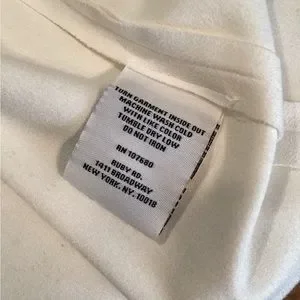 TURN GARMENT INSIDE OUT
MACHINE WASH COLD
WITH LIKE COLOR
TUMBLE DRY LOW
DO NOT IRON
RN 107680
RUBY RD.
1411 BROADWAY
NEW YORK, NY. 10018